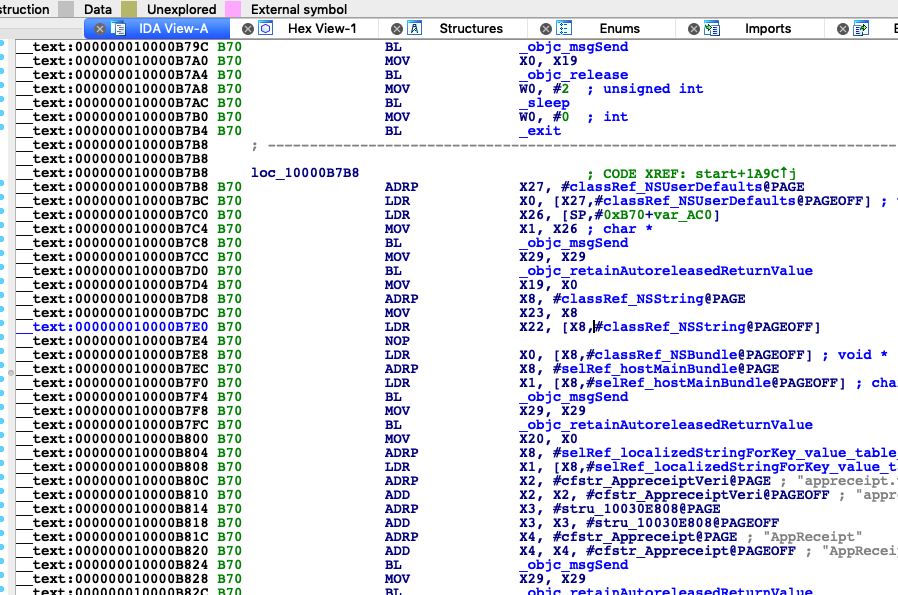 struction Data Unexplored External symbol
IDA View-A Hex View-1 Structures Enums Imports E
__text:000000010000B79C B70 BL _objc_msgSend
__text:000000010000B7A0 B70 MOV X0, X19
__text:000000010000B7A4 B70 BL _objc_release
__text:000000010000B7A8 B70 MOV W0, #2 ; unsigned int
__text:000000010000B7AC B70 BL _sleep
__text:000000010000B7B0 B70 MOV W0, #0 ; int
__text:000000010000B7B4 B70 BL _exit
__text:000000010000B7B8 ; ---------------------------------------------------------------------------
__text:000000010000B7B8
__text:000000010000B7B8 loc_10000B7B8 ; CODE XREF: start+1A9C↑j
__text:000000010000B7B8 B70 ADRP X27, #classRef_NSUserDefaults@PAGE
__text:000000010000B7BC B70 LDR X0, [X27,#classRef_NSUserDefaults@PAGEOFF] ;
__text:000000010000B7C0 B70 LDR X26, [SP,#0xB70+var_AC0]
__text:000000010000B7C4 B70 MOV X1, X26 ; char *
__text:000000010000B7C8 B70 BL _objc_msgSend
__text:000000010000B7CC B70 MOV X29, X29
__text:000000010000B7D0 B70 BL _objc_retainAutoreleasedReturnValue
__text:000000010000B7D4 B70 MOV X19, X0
__text:000000010000B7D8 B70 ADRP X8, #classRef_NSString@PAGE
__text:000000010000B7DC B70 MOV X23, X8
__text:000000010000B7E0 B70 LDR X22, [X8,#classRef_NSString@PAGEOFF]
__text:000000010000B7E4 B70 NOP
__text:000000010000B7E8 B70 LDR X0, [X8,#classRef_NSBundle@PAGEOFF] ; void *
__text:000000010000B7EC B70 ADRP X8, #selRef_hostMainBundle@PAGE
__text:000000010000B7F0 B70 LDR X1, [X8,#selRef_hostMainBundle@PAGEOFF] ; cha
__text:000000010000B7F4 B70 BL _objc_msgSend
__text:000000010000B7F8 B70 MOV X29, X29
__text:000000010000B7FC B70 BL _objc_retainAutoreleasedReturnValue
__text:000000010000B800 B70 MOV X20, X0
__text:000000010000B804 B70 ADRP X8, #selRef_localizedStringForKey_value_table_
__text:000000010000B808 B70 LDR X1, [X8,#selRef_localizedStringForKey_value_ta
__text:000000010000B80C B70 ADRP X2, #cfstr_AppreceiptVeri@PAGE ; "appreceipt.
__text:000000010000B810 B70 ADD X2, X2, #cfstr_AppreceiptVeri@PAGEOFF ; "appr
__text:000000010000B814 B70 ADRP X3, #stru_10030E808@PAGE
__text:000000010000B818 B70 ADD X3, X3, #stru_10030E808@PAGEOFF
__text:000000010000B81C B70 ADRP X4, #cfstr_Appreceipt@PAGE ; "AppReceipt"
__text:000000010000B820 B70 ADD X4, X4, #cfstr_Appreceipt@PAGEOFF ; "AppRecei
__text:000000010000B824 B70 BL _objc_msgSend
__text:000000010000B828 B70 MOV X29, X29
__text:000000010000B82C B70 BL _objc_retainAutoreleasedReturnValue